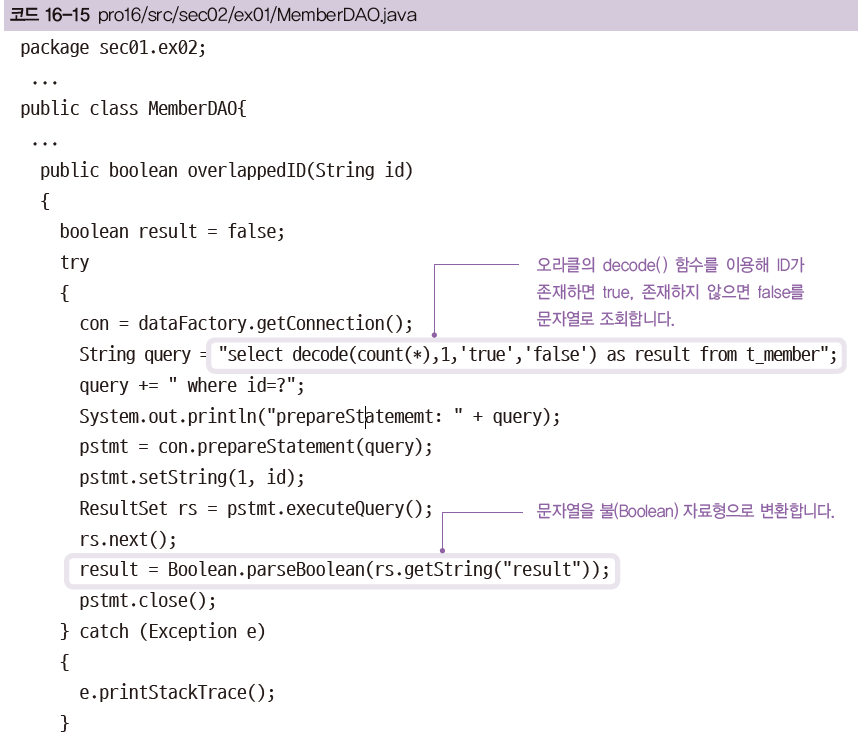 코드 16-15 pro16/src/sec02/ex01/MemberDAO.java
package sec01.ex02;
...
public class MemberDAO{
...
public boolean overlappedID(String id)
{
boolean result = false;
try
{
오라클의 decode() 함수를 이용해 ID가
존재하면 true, 존재하지 않으면 false를
문자열로 조회합니다.
con = dataFactory.getConnection();
String query = "select decode(count(*),1,'true','false') as result from t_member";
query += " where id=?";
System.out.println("prepareStatememt: " + query);
pstmt = con.prepareStatement(query);
pstmt.setString(1, id);
ResultSet rs = pstmt.executeQuery();
문자열을 불(Boolean) 자료형으로 변환합니다.
rs.next();
result = Boolean.parseBoolean(rs.getString("result"));
pstmt.close();
} catch (Exception e)
{
e.printStackTrace();
}